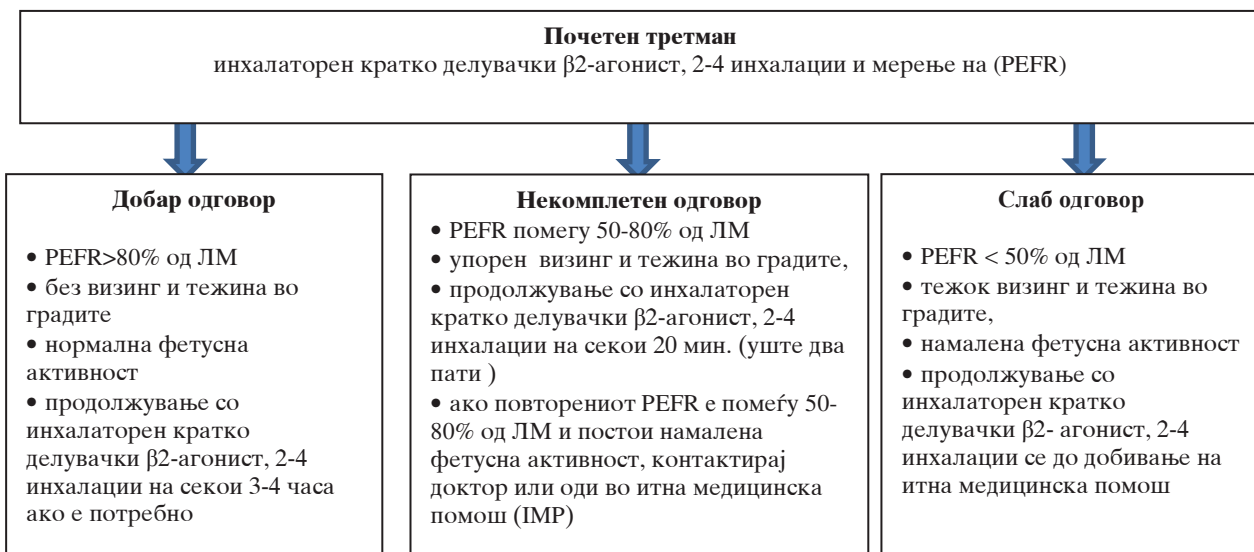 Почетен третман
инхалаторен кратко делувачки β2-агонист, 2-4 инхалации и мерење на (PEFR)
Добар одговор
• PEFR>80% од ЛМ
• без визинг и тежина во
градите
• нормална фетусна
активност
• продолжување со
инхалаторен кратко
делувачки β2-агонист, 2-4
инхалации на секои 3-4 часа
ако е потребно
Некомплетен одговор
• PEFR помегу 50-80% од ЛМ
• упорен визинг и тежина во градите,
• продолжување со инхалаторен
кратко делувачки β2-агонист, 2-4
инхалации на секои 20 мин. (уште два
пати )
• ако повторениот PEFR е помеѓу 50-
80% од ЛМ и постои намалена
фетусна активност, контактирај
доктор или оди во итна медицинска
помош (IMP)
Слаб одговор
• PEFR < 50% од ЛМ
• тежок визинг и тежина во
градите,
• намалена фетусна активност
• продолжување со
инхалаторен кратко
делувачки β2- агонист, 2-4
инхалации се до добивање на
итна медицинска помош